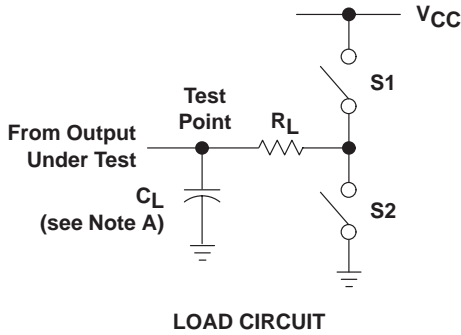 VCC
S1
Test
Point
RL
From Output
Under Test
CL
(see Note A)
S2
LOAD CIRCUIT